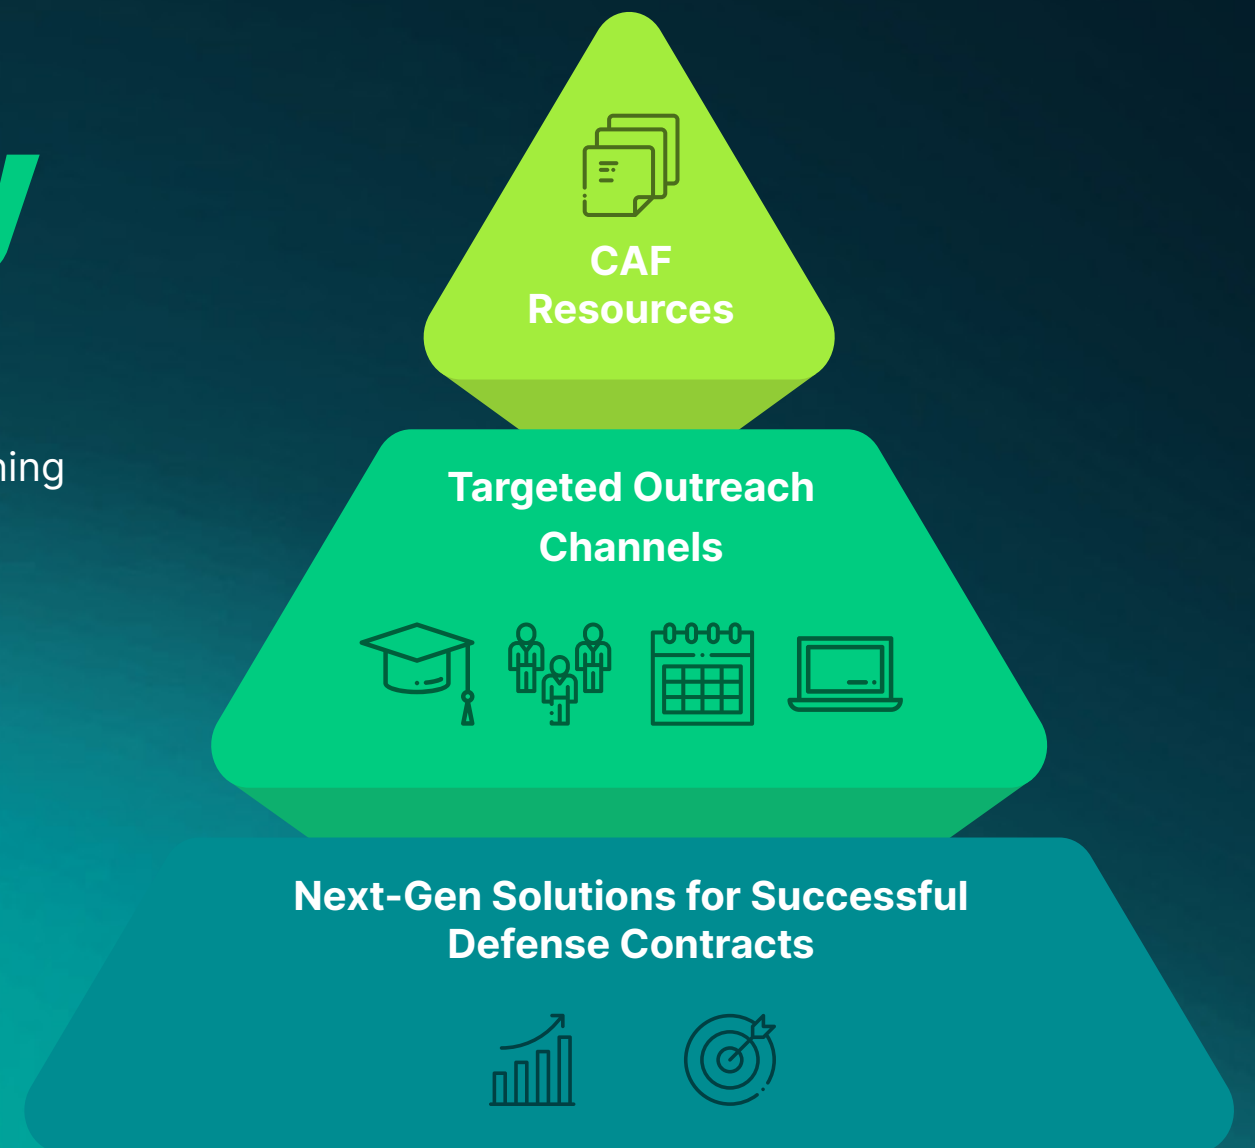 y
CAF
Resources
ning
Targeted Outreach
Channels
Next-Gen Solutions for Successful
Defense Contracts